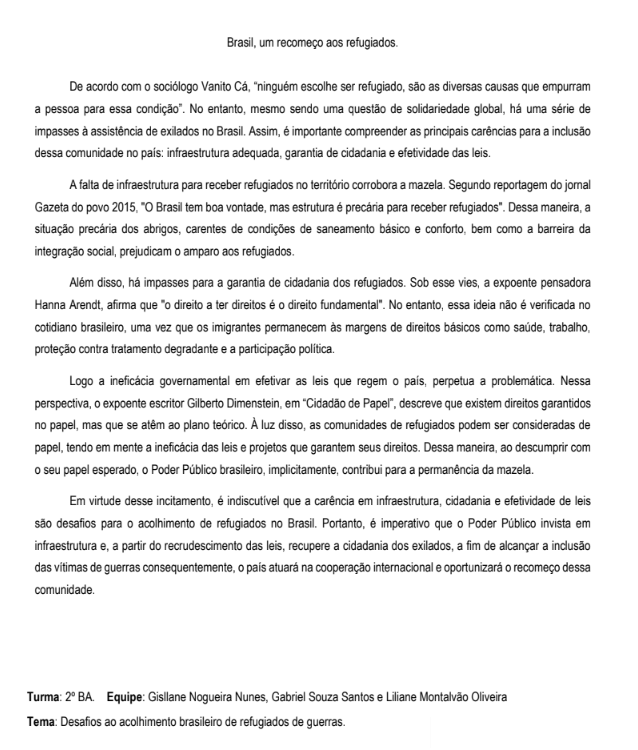 Brasil, um recomeço aos refugiados.
De acordo com o sociólogo Vanito Cá, “ninguém escolhe ser refugiado, são as diversas causas que empurram
a pessoa para essa condição”. No entanto, mesmo sendo uma questão de solidariedade global, há uma série de
impasses à assistência de exilados no Brasil. Assim, é importante compreender as principais carências para a inclusão
dessa comunidade no país: infraestrutura adequada, garantia de cidadania e efetividade das leis.
A falta de infraestrutura para receber refugiados no território corrobora a mazela. Segundo reportagem do jornal
Gazeta do povo 2015, "O Brasil tem boa vontade, mas estrutura é precária para receber refugiados". Dessa maneira, a
situação precária dos abrigos, carentes de condições de saneamento básico e conforto, bem como a barreira da
integração social, prejudicam o amparo aos refugiados.
Além disso, há impasses para a garantia de cidadania dos refugiados. Sob esse vies, a expoente pensadora
Hanna Arendt, afirma que "o direito a ter direitos é o direito fundamental". No entanto, essa ideia não é verificada no
cotidiano brasileiro, uma vez que os imigrantes permanecem às margens de direitos básicos como saúde, trabalho,
proteção contra tratamento degradante e a participação política.
Logo a ineficácia governamental em efetivar as leis que regem o país, perpetua a problemática. Nessa
perspectiva, o expoente escritor Gilberto Dimenstein, em “Cidadão de Papel”, descreve que existem direitos garantidos
no papel, mas que se atêm ao plano teórico. À luz disso, as comunidades de refugiados podem ser consideradas de
papel, tendo em mente a ineficácia das leis e projetos que garantem seus direitos. Dessa maneira, ao descumprir com
o seu papel esperado, o Poder Público brasileiro, implicitamente, contribui para a permanência da mazela.
Em virtude desse incitamento, é indiscutível que a carência em infraestrutura, cidadania e efetividade de leis
são desafios para o acolhimento de refugiados no Brasil. Portanto, é imperativo que o Poder Público invista em
infraestrutura e, a partir do recrudescimento das leis, recupere a cidadania dos exilados, a fim de alcançar a inclusão
das vítimas de guerras consequentemente, o país atuará na cooperação internacional e oportunizará o recomeço dessa
comunidade.
Turma: 2º BA. Equipe: Gisllane Nogueira Nunes, Gabriel Souza Santos e Liliane Montalvão Oliveira
Tema: Desafios ao acolhimento brasileiro de refugiados de guerras.